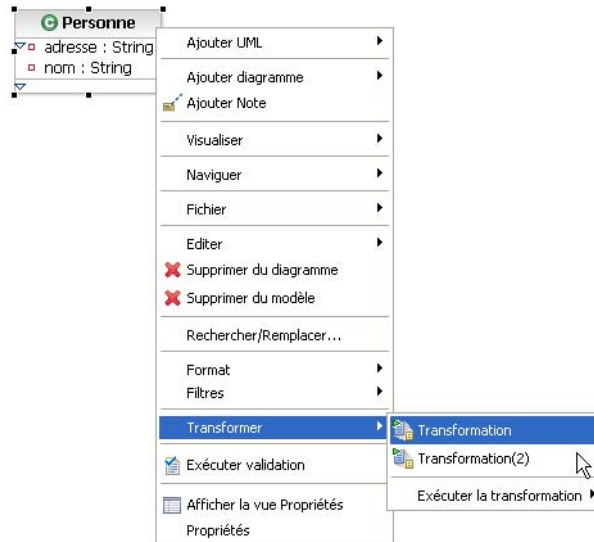 C Personne
adresse : String
nom : String
Ajouter UML
Ajouter diagramme
Ajouter Note
Visualiser
Naviguer
Fichier
Editer
Supprimer du diagramme
Supprimer du modèle
Rechercher/Remplacer...
Format
Filtres
Transformer
Transformation
Transformation(2)
Exécuter la transformation
Exécuter validation
Afficher la vue Propriétés
Propriétés